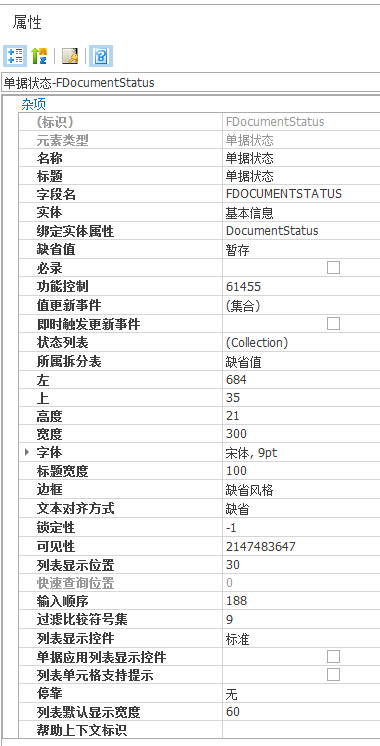 属性
单据状态-FDocumentStatus
杂项
(标识) FDocumentStatus
元素类型 单据状态
名称 单据状态
标题 单据状态
字段名 FDOCUMENTSTATUS
实体 基本信息
绑定实体属性 DocumentStatus
缺省值 暂存
必录
功能控制 61455
值更新事件 (集合)
即时触发更新事件
状态列表 (Collection)
所属拆分表 缺省值
左 684
上 35
高度 21
宽度 300
字体 宋体, 9pt
标题宽度 100
边框 缺省风格
文本对齐方式 缺省
锁定性 -1
可见性 2147483647
列表显示位置 30
快速查询位置 0
输入顺序 188
过滤比较符号集 9
列表显示控件 标准
单据应用列表显示控件
列表单元格支持提示
停靠 无
列表默认显示宽度 60
帮助上下文标识